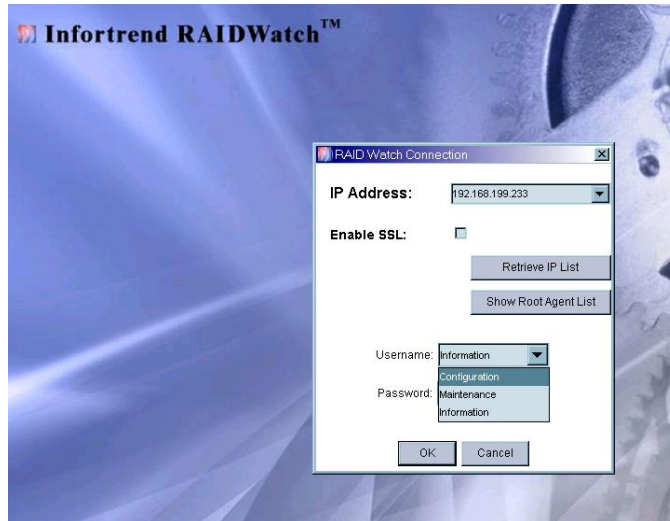 Infortrend RAIDWatch™
RAID Watch Connection
IP Address: 192.168.199.233
Enable SSL:
Retrieve IP List
Show Root Agent List
Username: Information
Configuration
Password: Maintenance
Information
OK Cancel